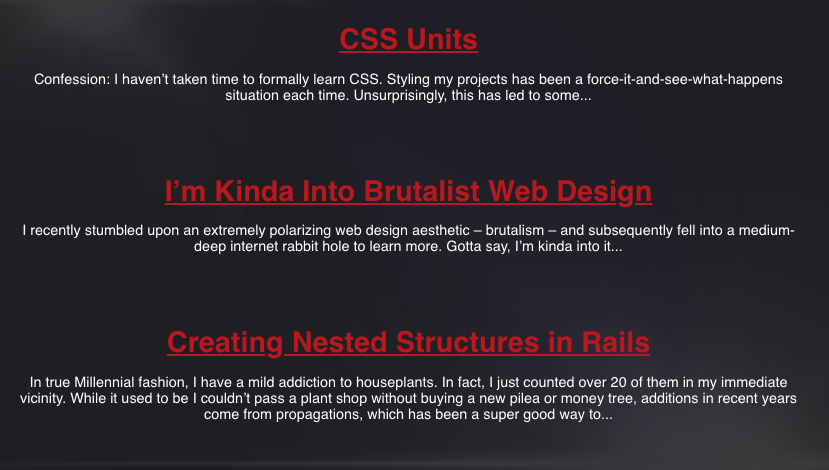 CSS Units
Confession: I haven’t taken time to formally learn CSS. Styling my projects has been a force-it-and-see-what-happens
situation each time. Unsurprisingly, this has led to some...
I’m Kinda Into Brutalist Web Design
I recently stumbled upon an extremely polarizing web design aesthetic – brutalism – and subsequently fell into a medium-
deep internet rabbit hole to learn more. Gotta say, I’m kinda into it...
Creating Nested Structures in Rails
In true Millennial fashion, I have a mild addiction to houseplants. In fact, I just counted over 20 of them in my immediate
vicinity. While it used to be I couldn’t pass a plant shop without buying a new pilea or money tree, additions in recent years
come from propagations, which has been a super good way to...